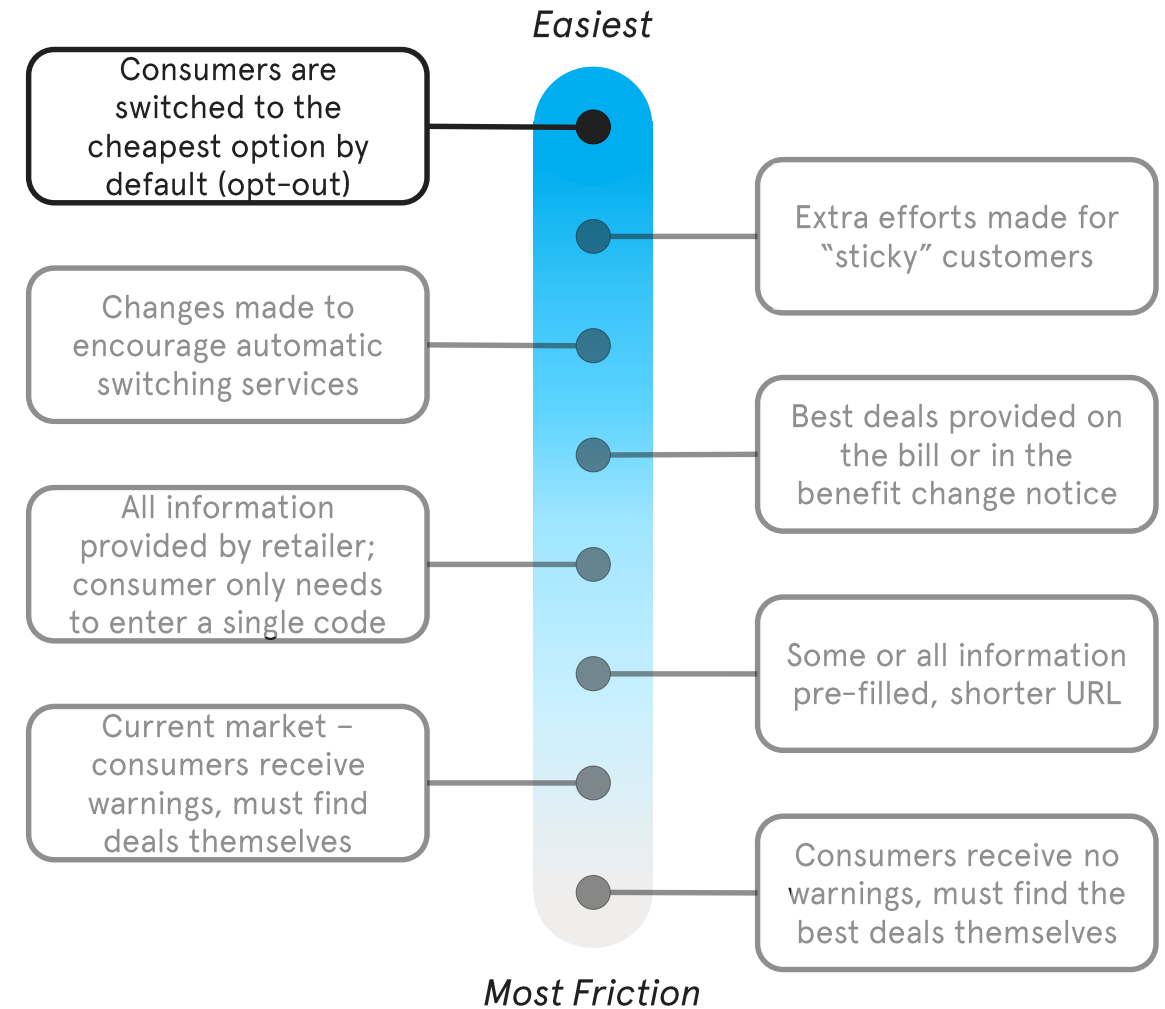 Easiest
Consumers are
switched to the
cheapest option by
default (opt-out)
Extra efforts made for
“sticky” customers
Changes made to
encourage automatic
switching services
Best deals provided on
the bill or in the
benefit change notice
All information
provided by retailer;
consumer only needs
to enter a single code
Some or all information
pre-filled, shorter URL
Current market –
consumers receive
warnings, must find
deals themselves
Consumers receive no
warnings, must find the
best deals themselves
Most Friction